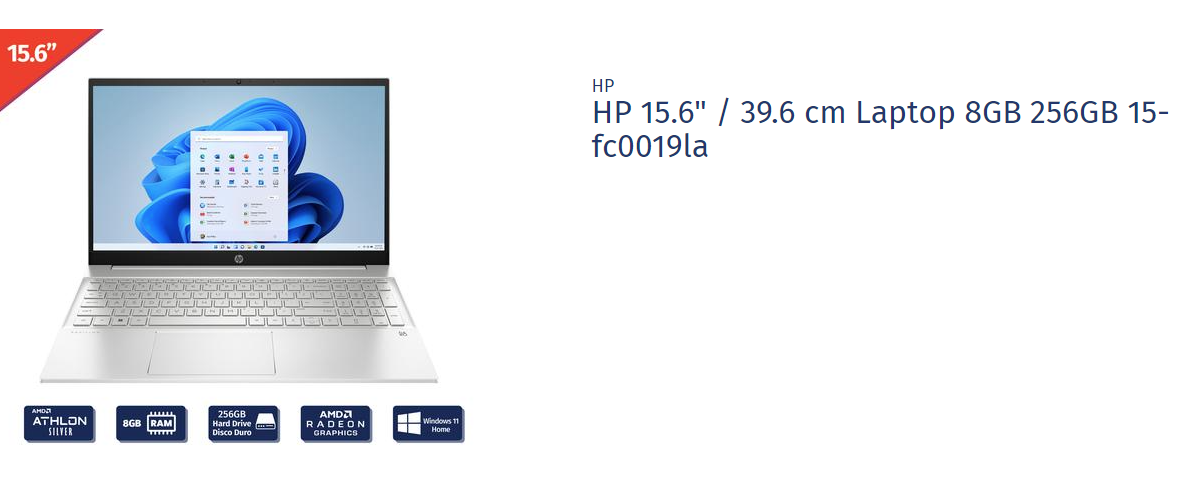 15.6”
HP
HP 15.6" / 39.6 cm Laptop 8GB 256GB 15-
fc0019la
hp
AMD
ATHLON
SILVER
8GB RAM
256GB
Hard Drive
Disco Duro
AMD
RADEON
GRAPHICS
Windows 11
Home